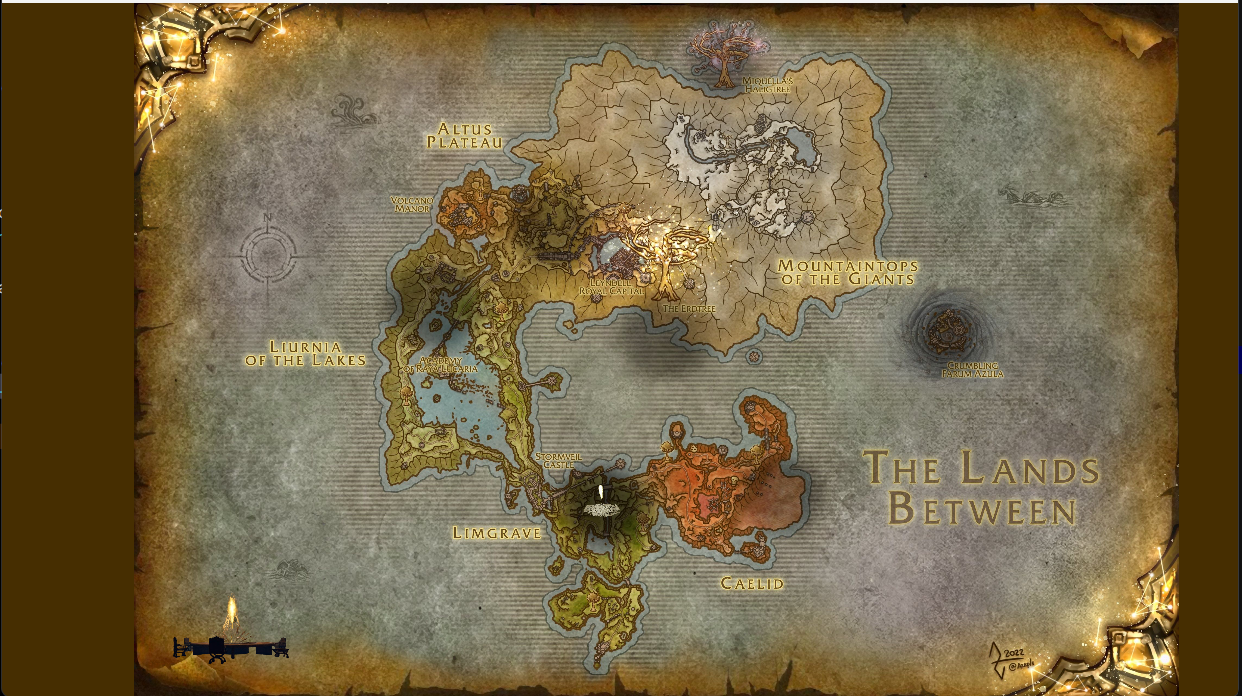 MIQUELLA'S
HALIGTREE
ALTUS
PLATEAU
VOLCANO
MANOR
N
LEYNDELL
ROYAL CAPITAL
MOUNTAINTOPS
OF THE GIANTS
THE ERDTREE
LIURNIA
OF THE LAKES
ACADEMY
OF RAYA LUCARIA
CRUMBLING
FARUM AZULA
STORMVEIL
CASTLE
THE LANDS
BETWEEN
LIMGRAVE
CAELID
2022